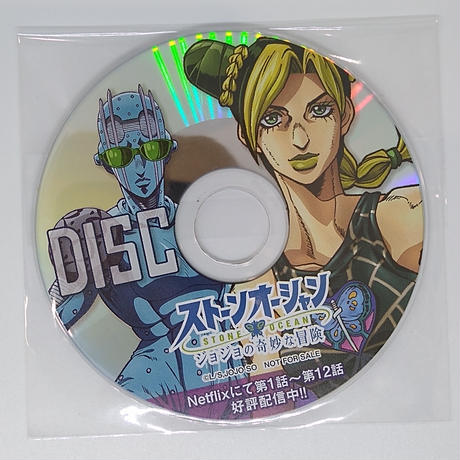 DISC
ストーンオーシャン
STONE OCEAN
ジョジョの奇妙な冒険
©L/S,JOJO SO NOT FOR SALE
Netflixにて第1話～第12話
好評配信中!!